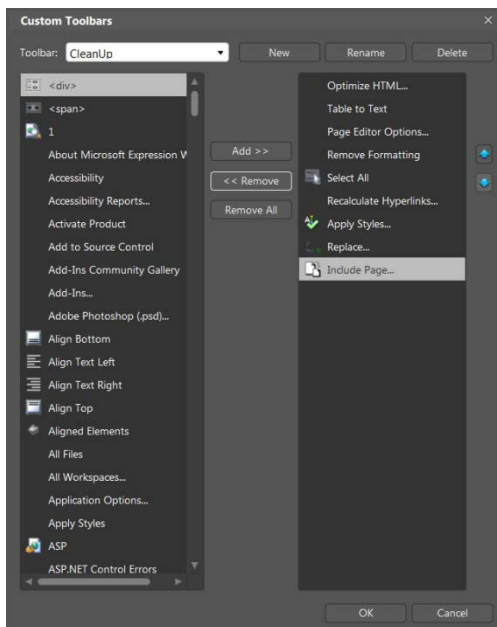 Custom Toolbars
Toolbar: CleanUp New Rename Delete
<div>
<span>
1
About Microsoft Expression W
Accessibility
Accessibility Reports...
Activate Product
Add to Source Control
Add-Ins Community Gallery
Add-Ins...
Adobe Photoshop (.psd)...
Align Bottom
Align Text Left
Align Text Right
Align Top
Aligned Elements
All Files
All Workspaces...
Application Options...
Apply Styles
ASP
ASP.NET Control Errors
Add >>
<< Remove
Remove All
Optimize HTML...
Table to Text
Page Editor Options...
Remove Formatting
Select All
Recalculate Hyperlinks...
Apply Styles...
Replace...
Include Page...
OK Cancel